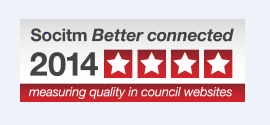 Socitm Better connected
2014
measuring quality in council websites